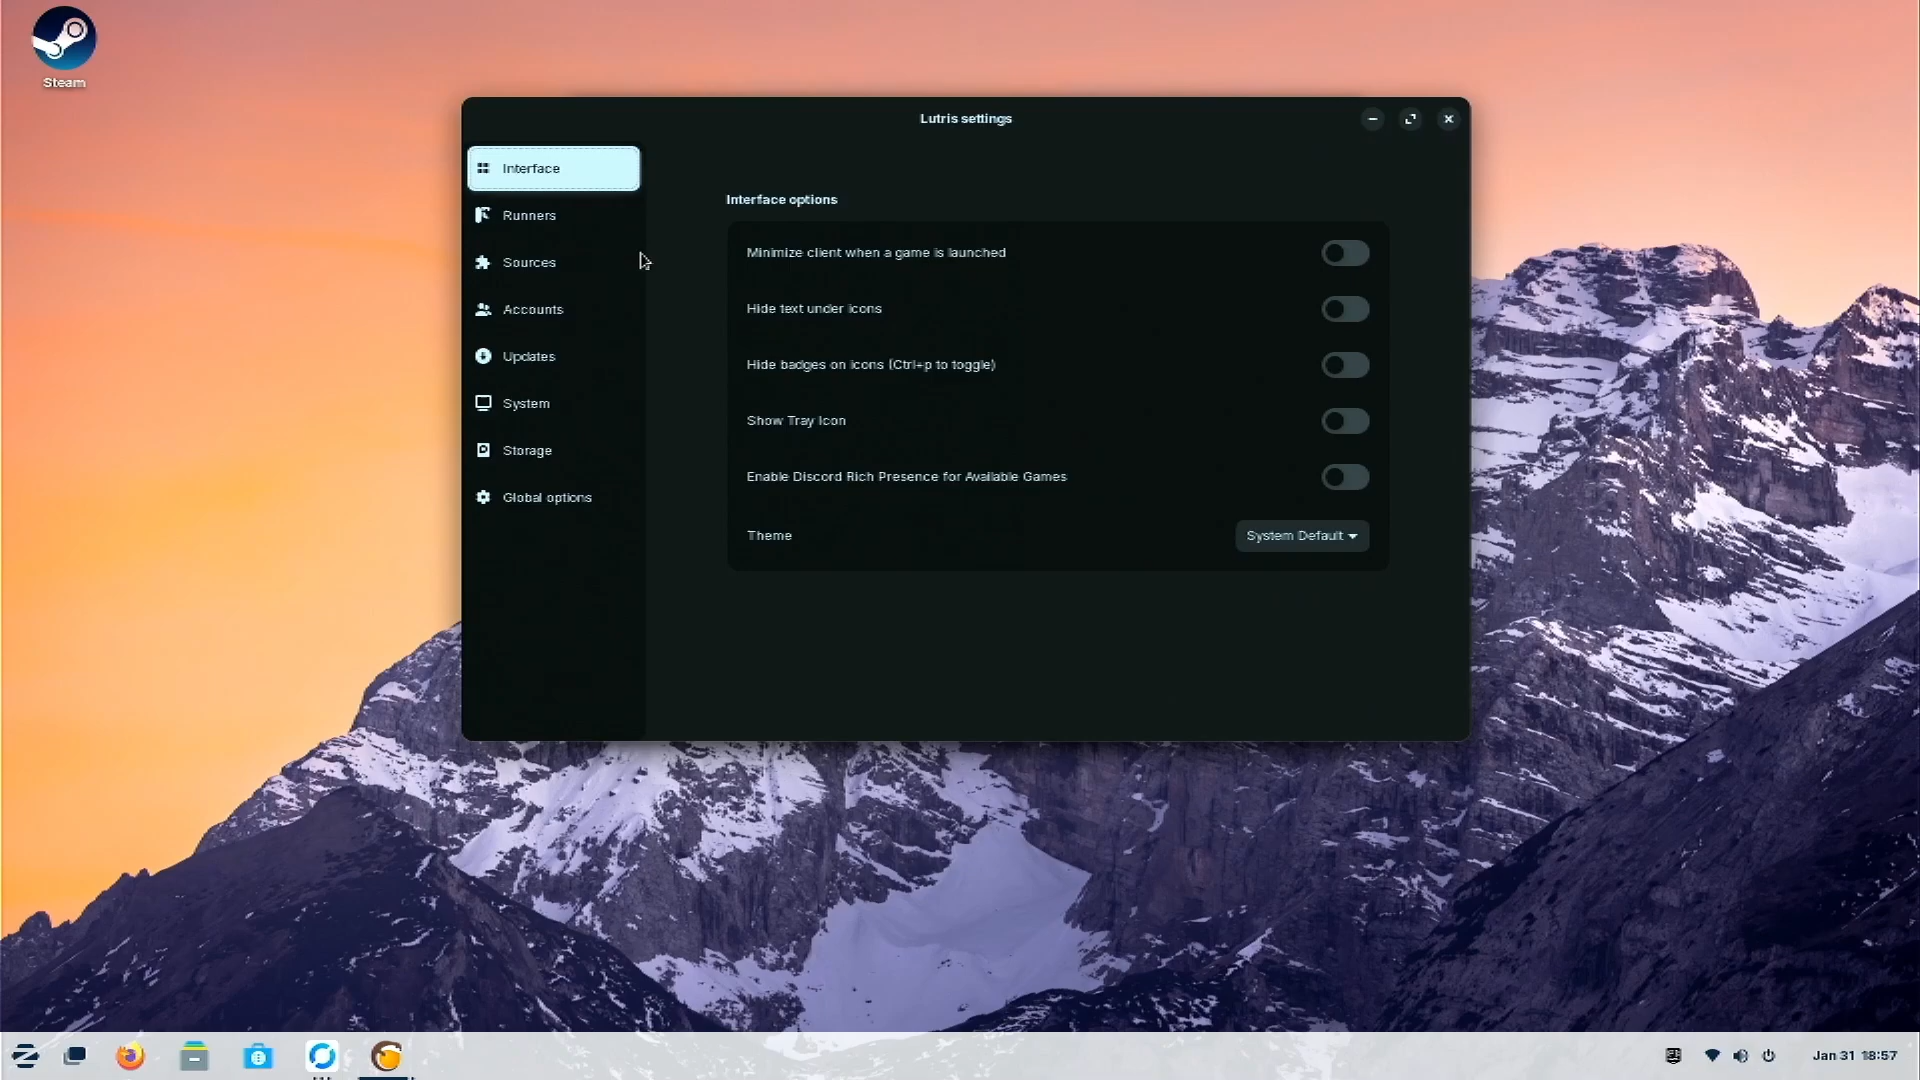 Steam
Lutris settings
Interface
Runners
Sources
Accounts
Updates
System
Storage
Global options
Interface options
Minimize client when a game is launched
Hide text under icons
Hide badges on icons (Ctrl+p to toggle)
Show Tray Icon
Enable Discord Rich Presence for Available Games
Theme
System Default
Jan 31 18:57